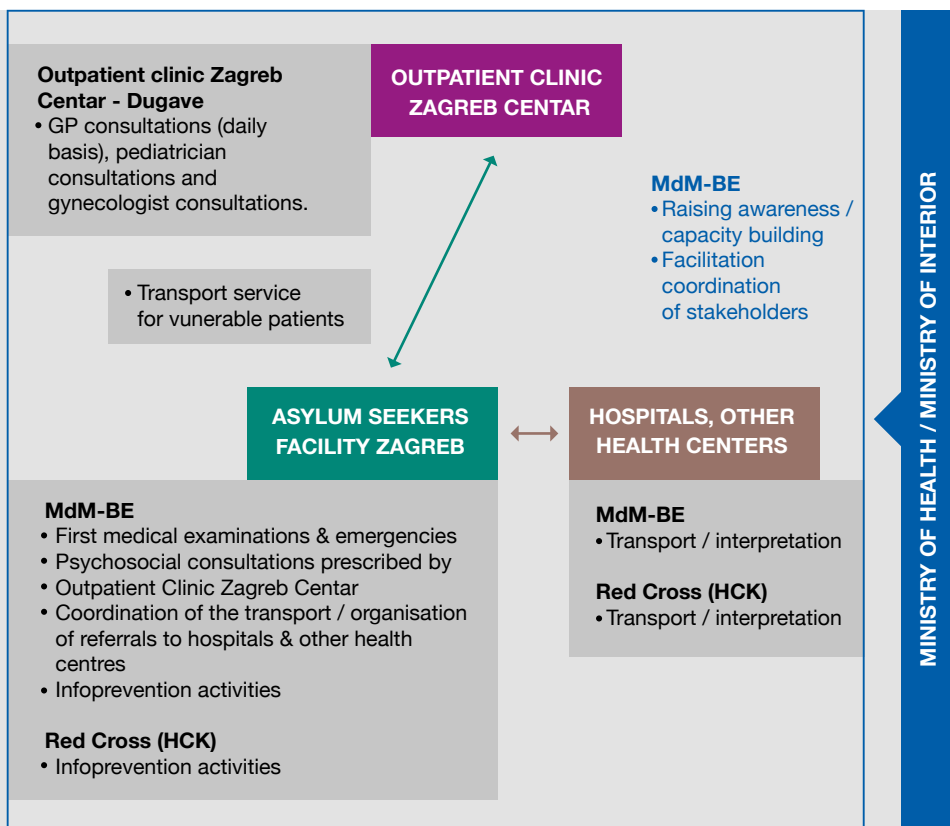 Outpatient clinic Zagreb
Centar - Dugave
• GP consultations (daily
basis), pediatrician
consultations and
gynecologist consultations.
OUTPATIENT CLINIC
ZAGREB CENTAR
MdM-BE
• Raising awareness /
capacity building
• Facilitation
coordination
of stakeholders
• Transport service
for vunerable patients
ASYLUM SEEKERS
FACILITY ZAGREB
HOSPITALS, OTHER
HEALTH CENTERS
MdM-BE
• First medical examinations & emergencies
• Psychosocial consultations prescribed by
• Outpatient Clinic Zagreb Centar
• Coordination of the transport / organisation
of referrals to hospitals & other health
centres
• Infoprevention activities
Red Cross (HCK)
• Infoprevention activities
MdM-BE
• Transport / interpretation
Red Cross (HCK)
• Transport / interpretation
MINISTRY OF HEALTH / MINISTRY OF INTERIOR